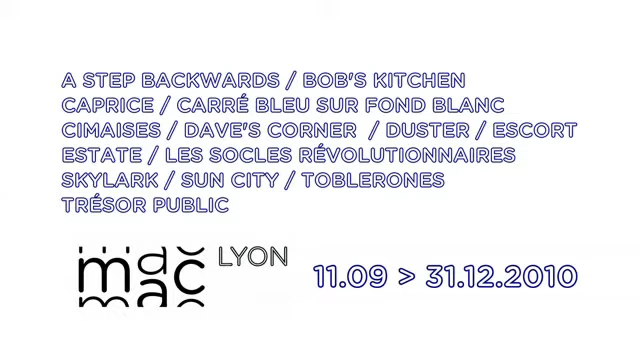 A STEP BACKWARDS / BOB'S KITCHEN
CAPRICE / CARRÉ BLEU SUR FOND BLANC
CIMAISES / DAVE'S CORNER / DUSTER / ESCORT
ESTATE / LES SOCLES RÉVOLUTIONNAIRES
SKYLARK / SUN CITY / TOBLERONES
TRÉSOR PUBLIC
mac LYON
11.09 > 31.12.2010